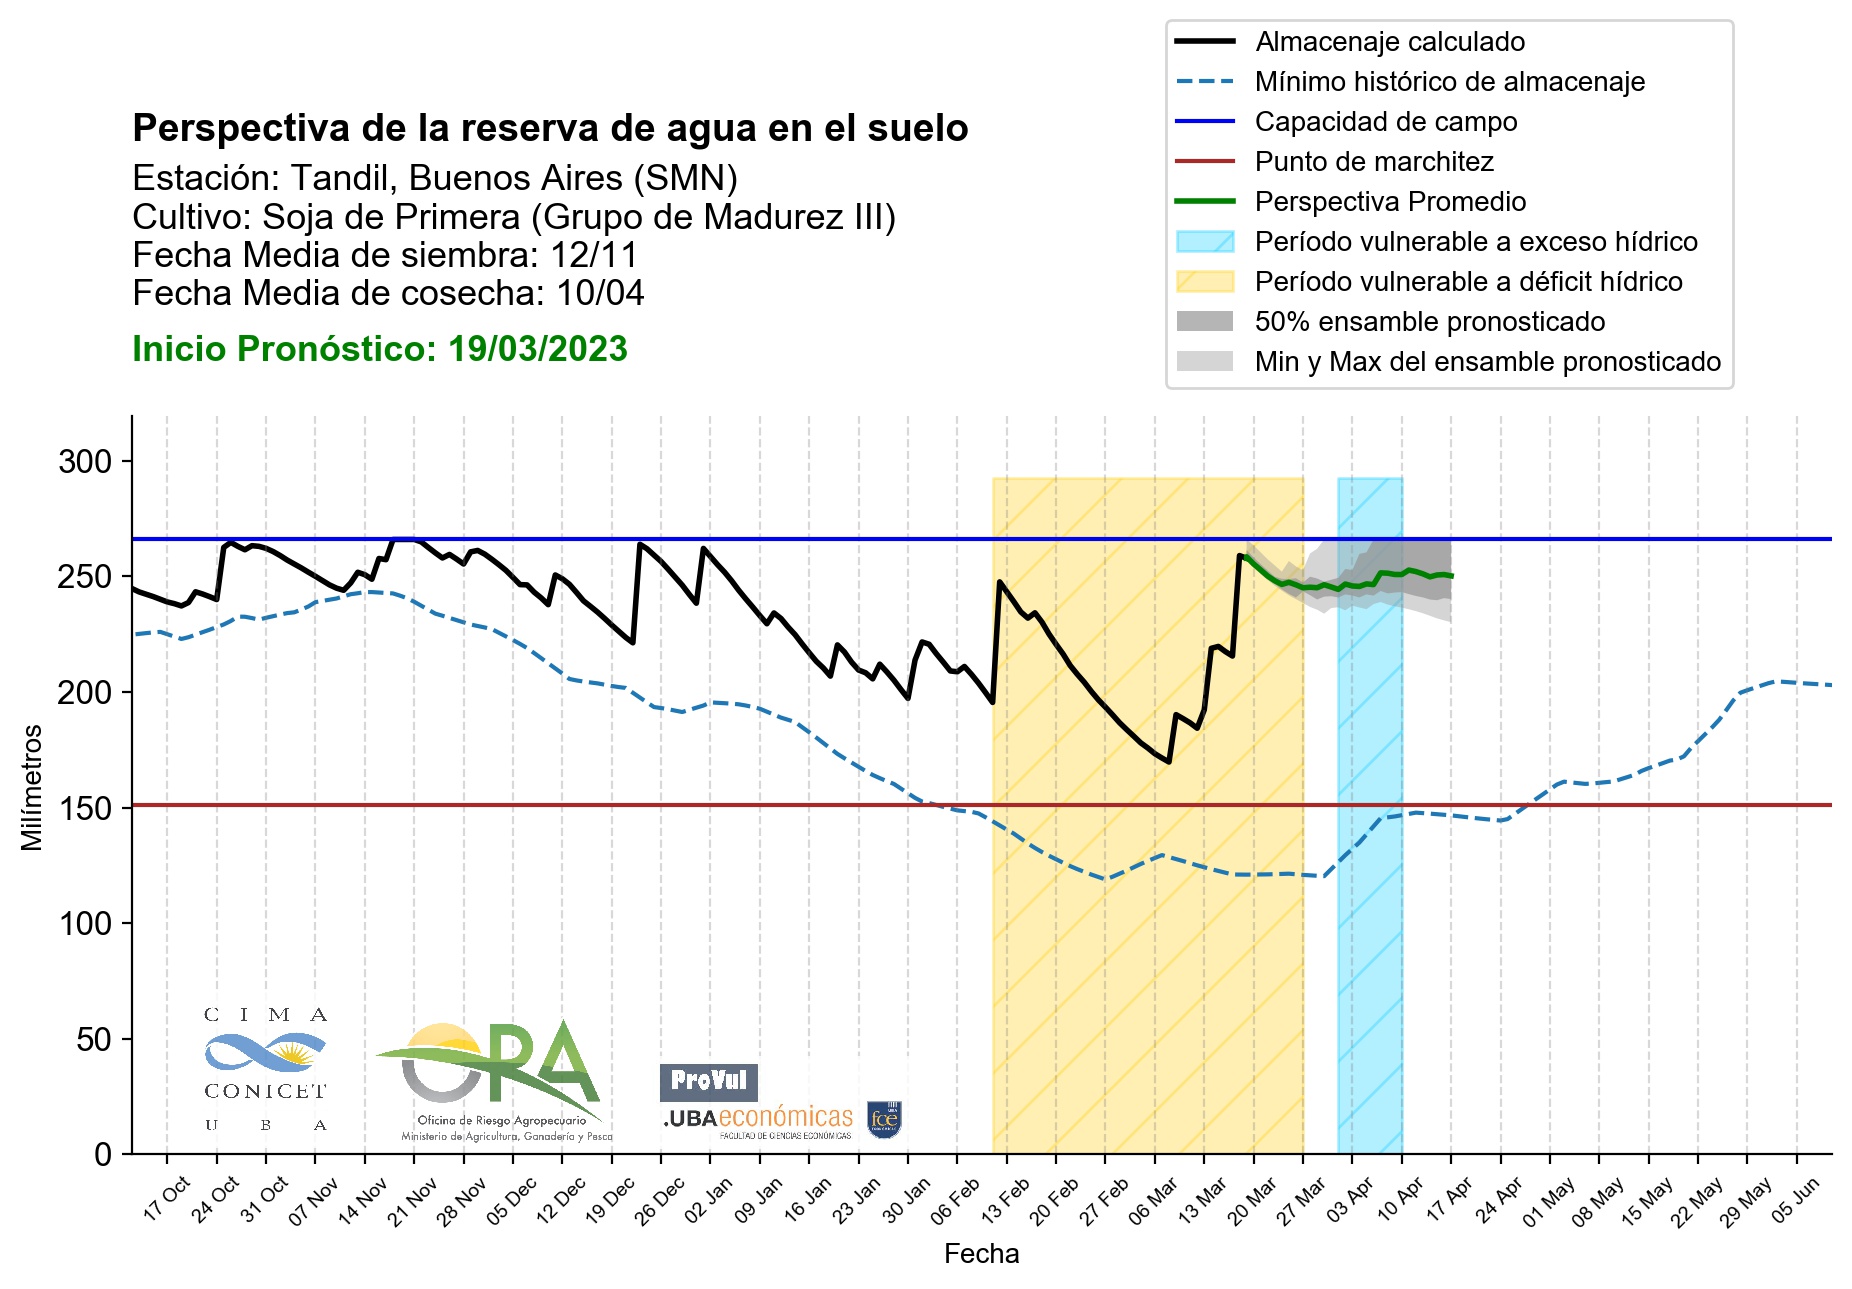 Almacenaje calculado
Mínimo histórico de almacenaje
Capacidad de campo
Punto de marchitez
Perspectiva Promedio
Período vulnerable a exceso hídrico
Período vulnerable a déficit hídrico
50% ensamble pronosticado
Min y Max del ensamble pronosticado
Perspectiva de la reserva de agua en el suelo
Estación: Tandil, Buenos Aires (SMN)
Cultivo: Soja de Primera (Grupo de Madurez III)
Fecha Media de siembra: 12/11
Fecha Media de cosecha: 10/04
Inicio Pronóstico: 19/03/2023
300
250
200
150
100
50
0
Milímetros
CIMA
CONICET
UBA
ORA
Oficina de Riesgo Agropecuario
Ministerio de Agricultura, Ganadería y Pesca
ProVul
.UBAeconómicas
FACULTAD DE CIENCIAS ECONÓMICAS
fce
17 Oct
24 Oct
31 Oct
07 Nov
14 Nov
21 Nov
28 Nov
05 Dec
12 Dec
19 Dec
26 Dec
02 Jan
09 Jan
16 Jan
23 Jan
30 Jan
06 Feb
13 Feb
20 Feb
27 Feb
06 Mar
13 Mar
20 Mar
27 Mar
03 Apr
10 Apr
17 Apr
24 Apr
01 May
08 May
15 May
22 May
29 May
05 Jun
Fecha